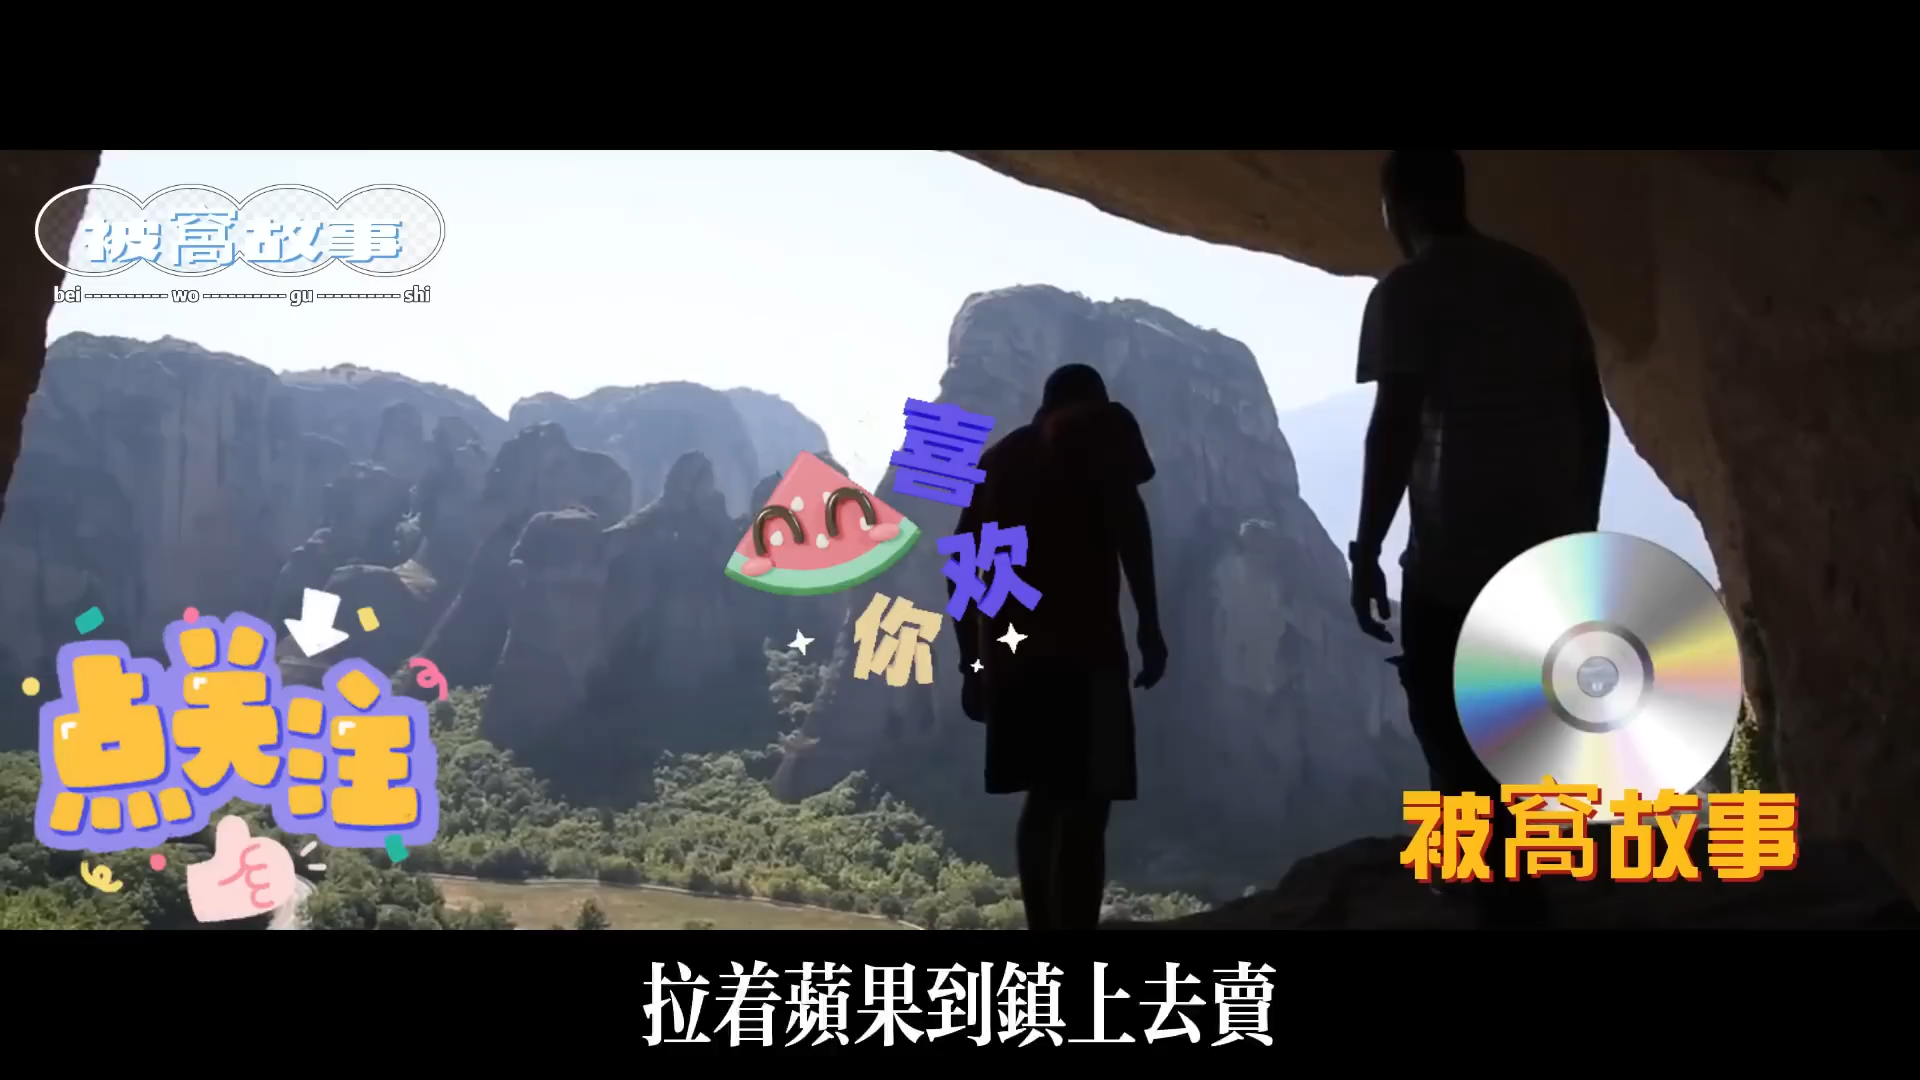 被窩故事
bei ---------- wo ---------- gu ---------- shi
喜欢你
点关注
被窩故事
拉着蘋果到鎮上去賣